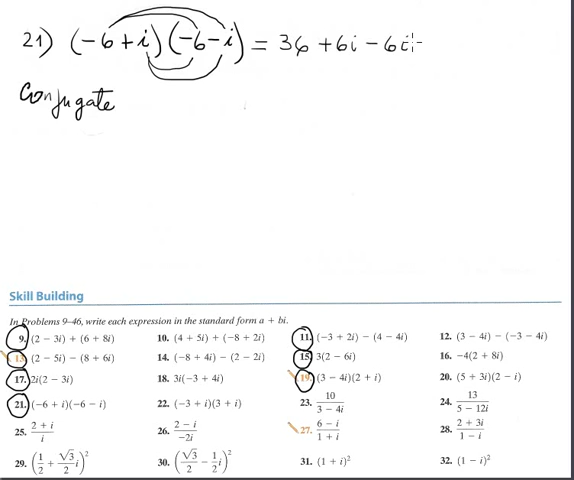 21) (-6+i)(-6-i) = 36 +6i - 6i -
Conjugate
Skill Building
In Problems 9–46, write each expression in the standard form a + bi.
9. (2 − 3i) + (6 + 8i) 10. (4 + 5i) + (−8 + 2i) 11. (−3 + 2i) − (4 − 4i) 12. (3 − 4i) − (−3 − 4i)
13. (2 − 5i) − (8 + 6i) 14. (−8 + 4i) − (2 − 2i) 15. 3(2 − 6i) 16. −4(2 + 8i)
17. 2i(2 − 3i) 18. 3i(−3 + 4i) 19. (3 − 4i)(2 + i) 20. (5 + 3i)(2 − i)
21. (−6 + i)(−6 − i) 22. (−3 + i)(3 + i) 23. 10/(3 − 4i) 24. 13/(5 − 12i)
25. (2 + i)/i 26. (2 − i)/(−2i) 27. (6 − i)/(1 + i) 28. (2 + 3i)/(1 − i)
29. (1/2 + √3/2 i)² 30. (√3/2 − 1/2 i)² 31. (1 + i)² 32. (1 − i)²